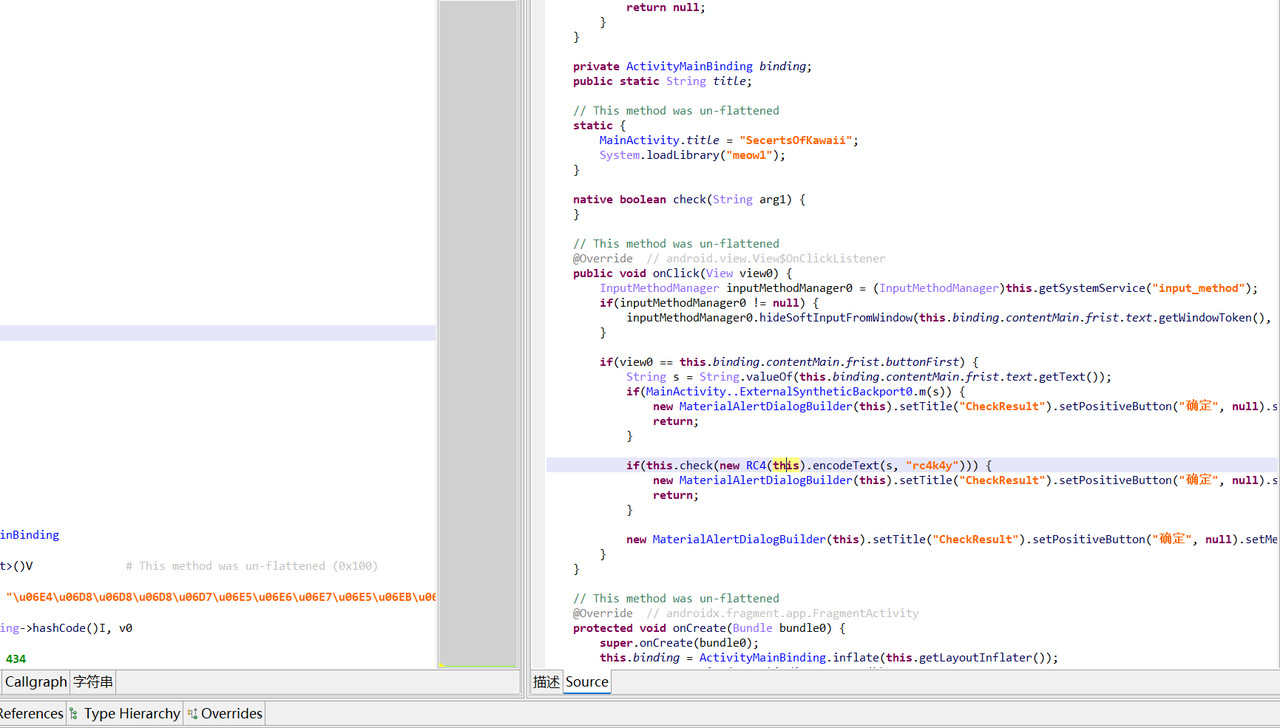 inBinding
t>()V # This method was un-flattened (0x100)
"\u06E4\u06D8\u06D8\u06D8\u06D7\u06E5\u06E6\u06E7\u06E5\u06EB\u06
ing->hashCode()I, v0
434
Callgraph 字符串
return null;
}
}
private ActivityMainBinding binding;
public static String title;
// This method was un-flattened
static {
MainActivity.title = "SecertsOfKawaii";
System.loadLibrary("meow1");
}
native boolean check(String arg1) {
}
// This method was un-flattened
@Override // android.view.View$OnClickListener
public void onClick(View view0) {
InputMethodManager inputMethodManager0 = (InputMethodManager)this.getSystemService("input_method");
if(inputMethodManager0 != null) {
inputMethodManager0.hideSoftInputFromWindow(this.binding.contentMain.frist.text.getWindowToken(),
}
if(view0 == this.binding.contentMain.frist.buttonFirst) {
String s = String.valueOf(this.binding.contentMain.frist.text.getText());
if(MainActivity..ExternalSyntheticBackport0.m(s)) {
new MaterialAlertDialogBuilder(this).setTitle("CheckResult").setPositiveButton("确定", null).s
return;
}
if(this.check(new RC4(this).encodeText(s, "rc4k4y"))) {
new MaterialAlertDialogBuilder(this).setTitle("CheckResult").setPositiveButton("确定", null).s
return;
}
new MaterialAlertDialogBuilder(this).setTitle("CheckResult").setPositiveButton("确定", null).setMe
}
}
// This method was un-flattened
@Override // androidx.fragment.app.FragmentActivity
protected void onCreate(Bundle bundle0) {
super.onCreate(bundle0);
this.binding = ActivityMainBinding.inflate(this.getLayoutInflater());
描述 Source
References Type Hierarchy Overrides